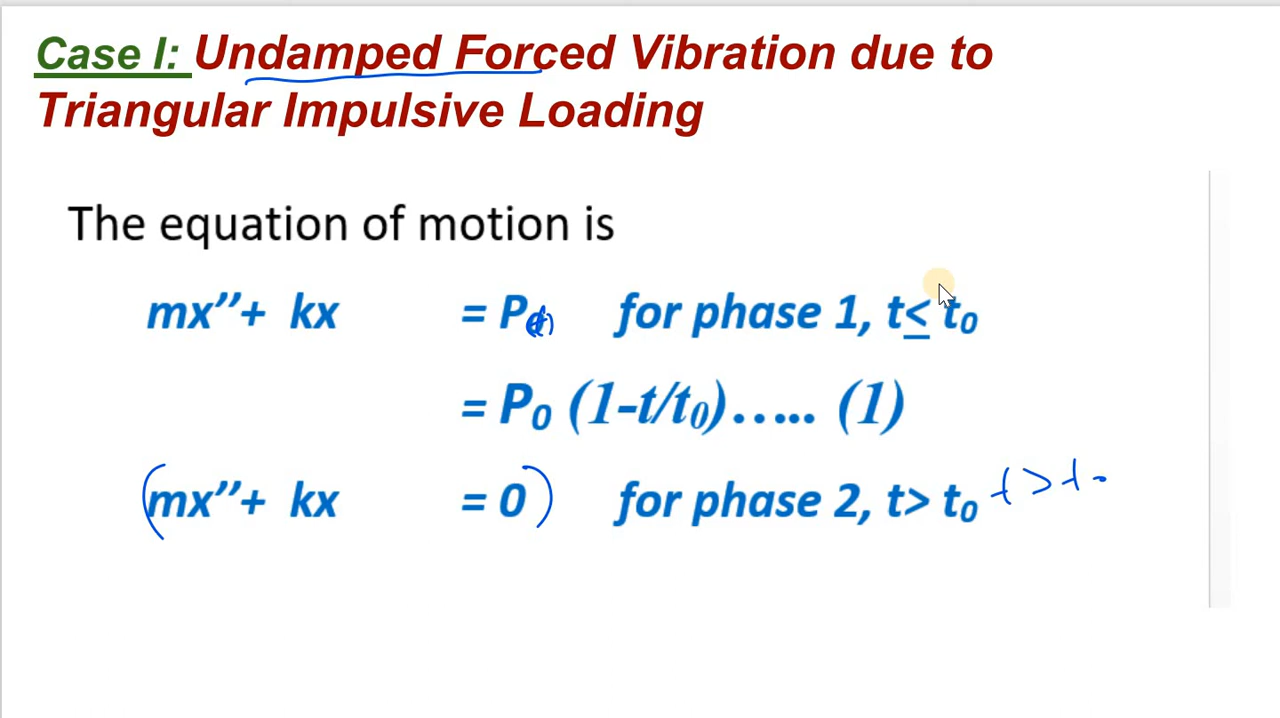 Case I: Undamped Forced Vibration due to
Triangular Impulsive Loading
The equation of motion is
mx’’+ kx = P(t) for phase 1, t≤ t₀
= P₀ (1-t/t₀)….. (1)
(mx’’+ kx = 0) for phase 2, t> t₀ t > t₀